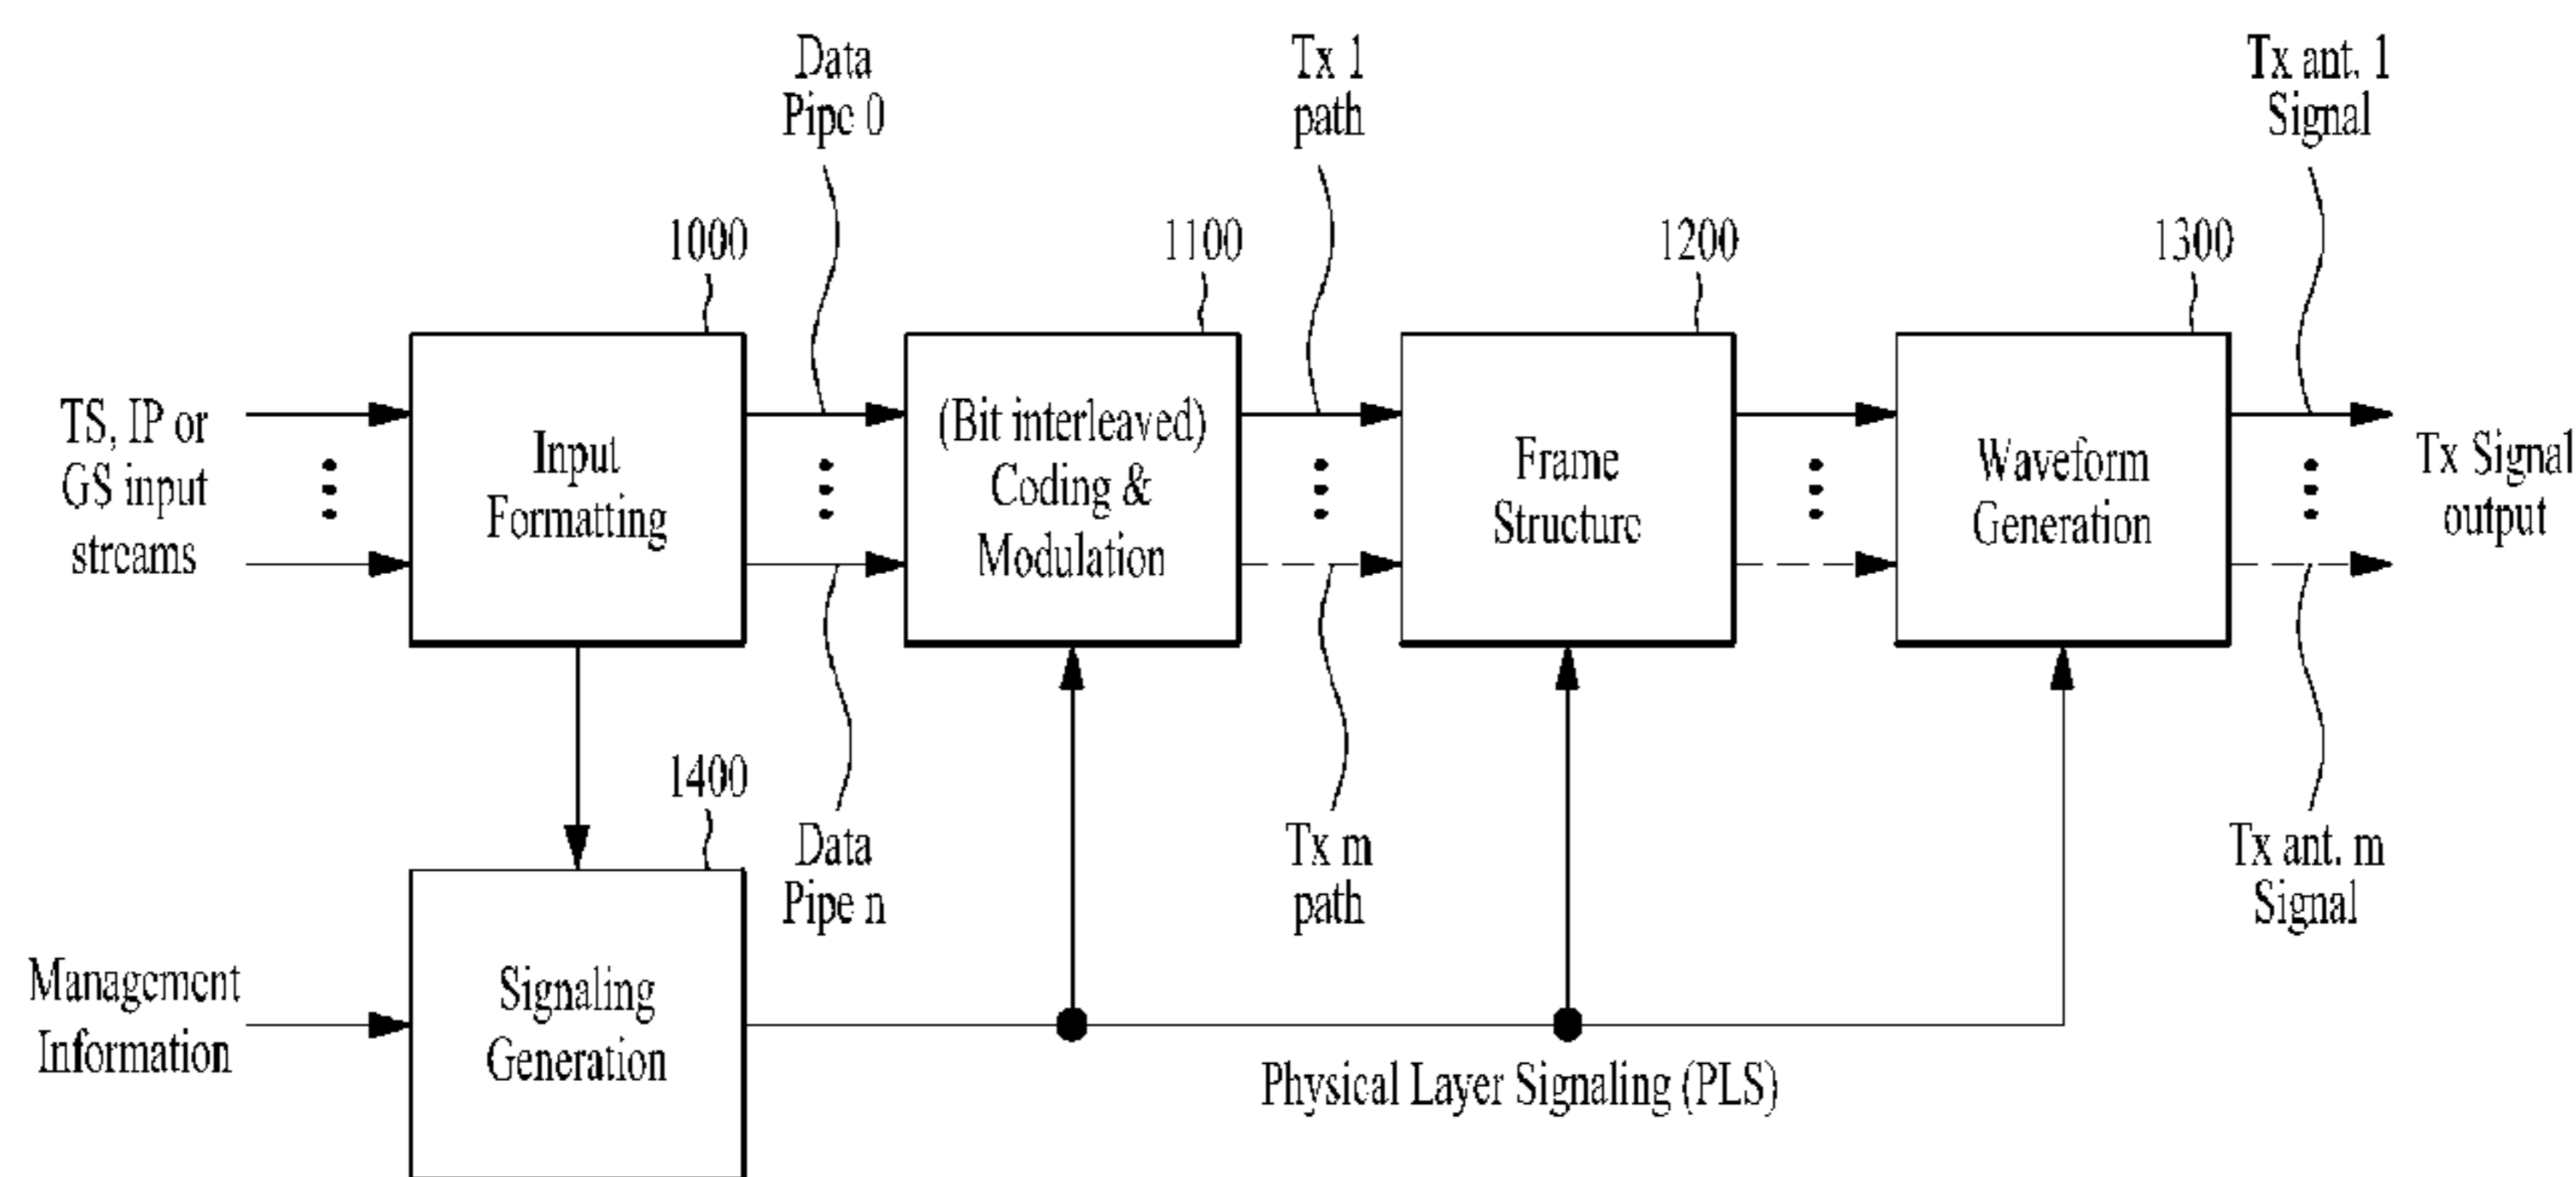 Data
Pipe 0
Tx 1
path
Tx ant. 1
Signal
1000
1100
1200
1300
TS, IP or
GS input
streams
Input
Formatting
(Bit interleaved)
Coding &
Modulation
Frame
Structure
Waveform
Generation
Tx Signal
output
1400
Data
Pipe n
Tx m
path
Tx ant. m
Signal
Management
Information
Signaling
Generation
Physical Layer Signaling (PLS)